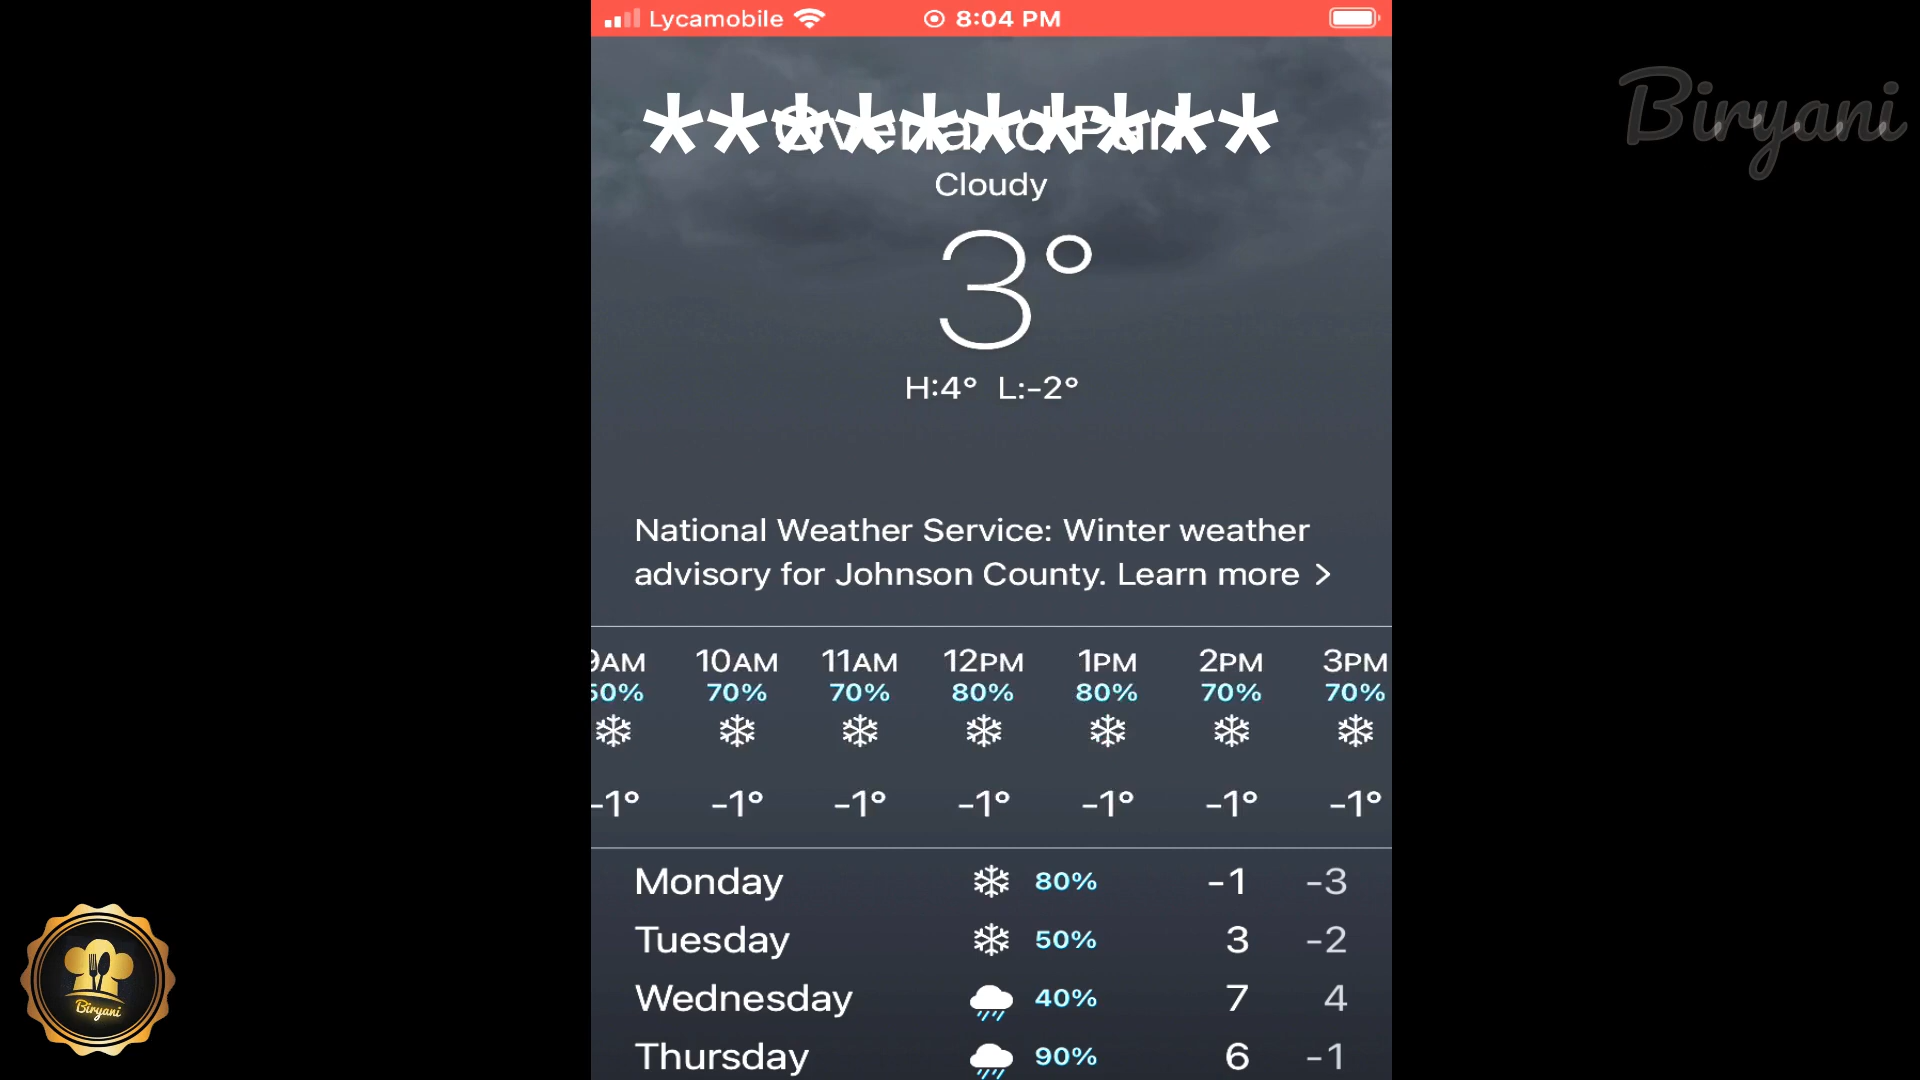 Lycamobile 8:04 PM
Biryani
**********
Cloudy
3°
H:4° L:-2°
National Weather Service: Winter weather
advisory for Johnson County. Learn more >
9AM 10AM 11AM 12PM 1PM 2PM 3PM
70% 70% 80% 80% 70% 70%
-1° -1° -1° -1° -1° -1° -1°
Monday 80% -1 -3
Tuesday 50% 3 -2
Wednesday 40% 7 4
Thursday 90% 6 -1
Biryani